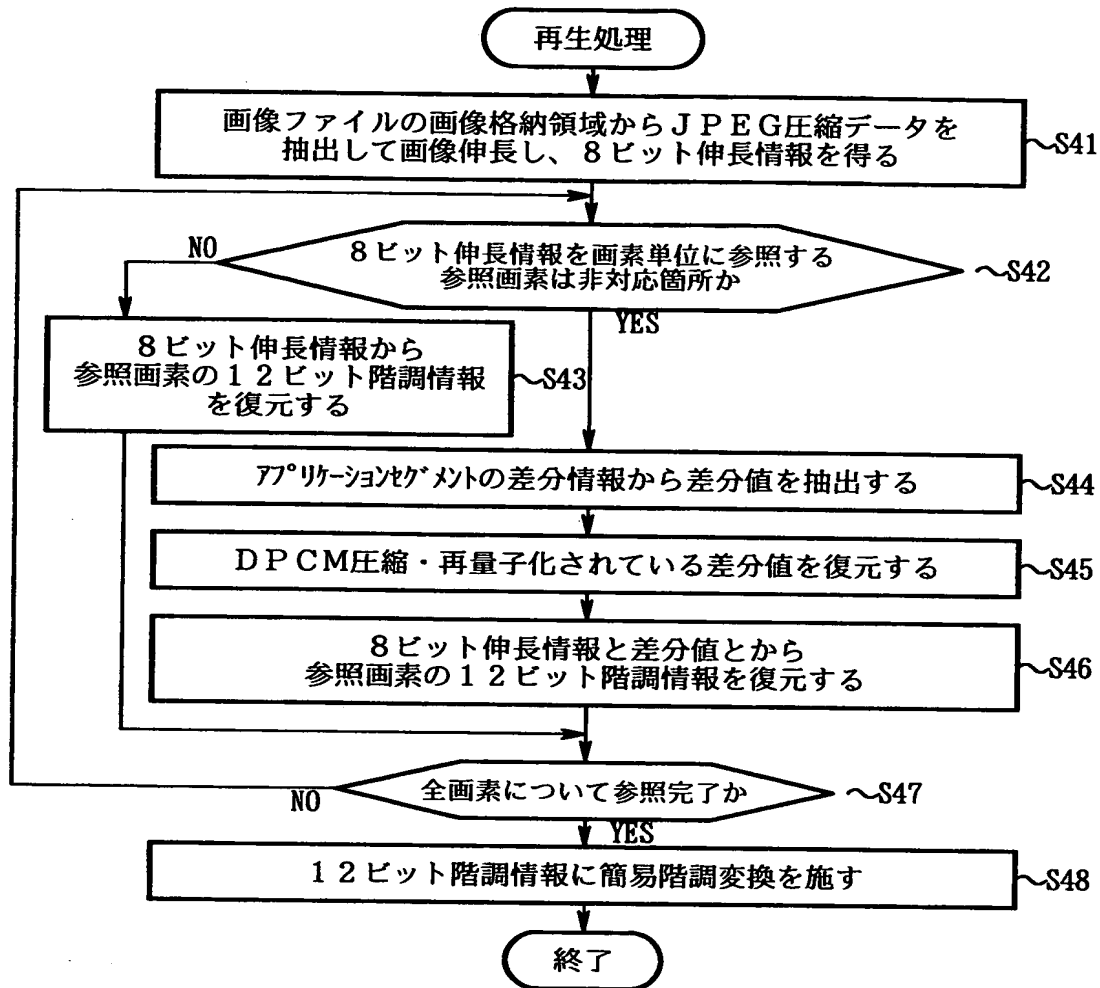 再生処理
画像ファイルの画像格納領域からＪＰＥＧ圧縮データを
抽出して画像伸長し、８ビット伸長情報を得る
～S41
NO
８ビット伸長情報を画素単位に参照する
参照画素は非対応箇所か
～S42
YES
８ビット伸長情報から
参照画素の１２ビット階調情報
を復元する
～S43
ｱﾌﾟﾘｹｰｼｮﾝｾｸﾞﾒﾝﾄの差分情報から差分値を抽出する
～S44
ＤＰＣＭ圧縮・再量子化されている差分値を復元する
～S45
８ビット伸長情報と差分値とから
参照画素の１２ビット階調情報を復元する
～S46
全画素について参照完了か
～S47
NO
YES
１２ビット階調情報に簡易階調変換を施す
～S48
終了